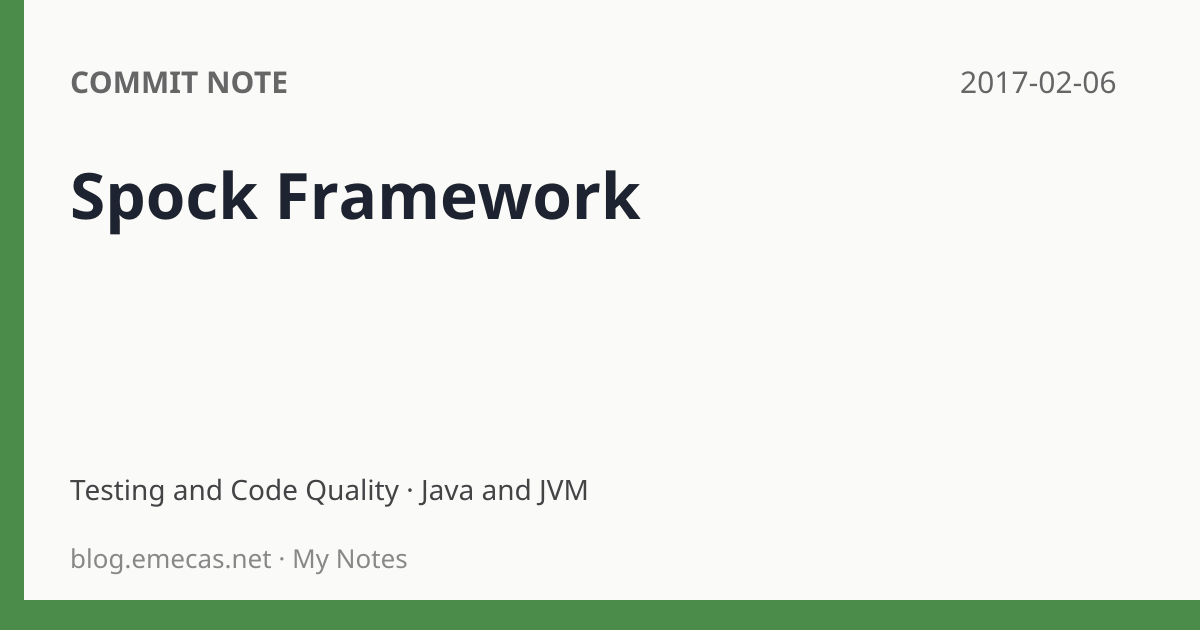 COMMIT NOTE
2017-02-06
Spock Framework
Testing and Code Quality · Java and JVM
blog.emecas.net · My Notes